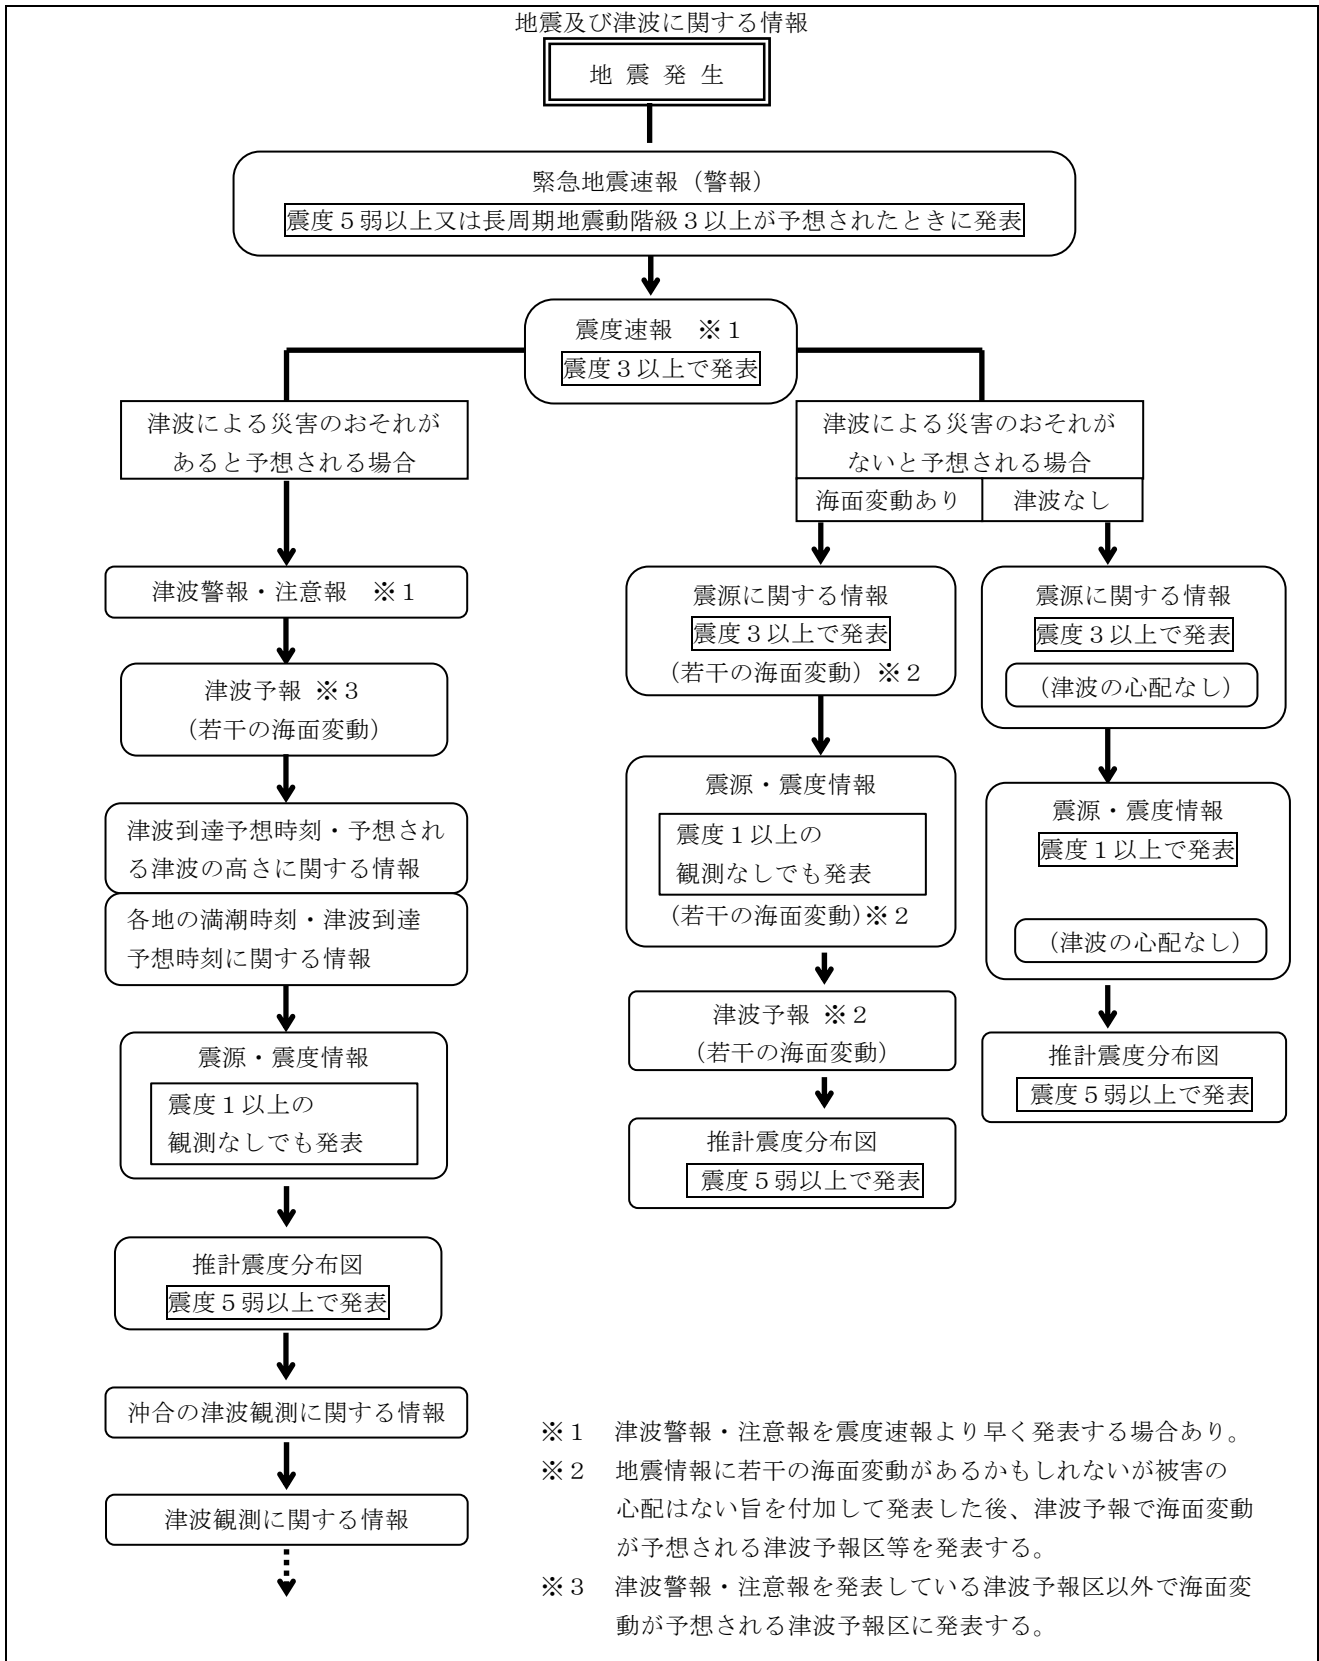 地震及び津波に関する情報
地 震 発 生
緊急地震速報（警報）
震度５弱以上又は長周期地震動階級３以上が予想されたときに発表
震度速報　※１
震度３以上で発表
津波による災害のおそれが
あると予想される場合
津波警報・注意報　※１
津波予報 ※３
（若干の海面変動）
津波到達予想時刻・予想され
る津波の高さに関する情報
各地の満潮時刻・津波到達
予想時刻に関する情報
震源・震度情報
震度１以上の
観測なしでも発表
推計震度分布図
震度５弱以上で発表
沖合の津波観測に関する情報
津波観測に関する情報
津波による災害のおそれが
ないと予想される場合
海面変動あり
津波なし
震源に関する情報
震度３以上で発表
（若干の海面変動）※２
震源・震度情報
震度１以上の
観測なしでも発表
（若干の海面変動）※２
津波予報 ※２
（若干の海面変動）
推計震度分布図
震度５弱以上で発表
震源に関する情報
震度３以上で発表
（津波の心配なし）
震源・震度情報
震度１以上で発表
（津波の心配なし）
推計震度分布図
震度５弱以上で発表
※１　津波警報・注意報を震度速報より早く発表する場合あり。
※２　地震情報に若干の海面変動があるかもしれないが被害の
心配はない旨を付加して発表した後、津波予報で海面変動
が予想される津波予報区等を発表する。
※３　津波警報・注意報を発表している津波予報区以外で海面変
動が予想される津波予報区に発表する。